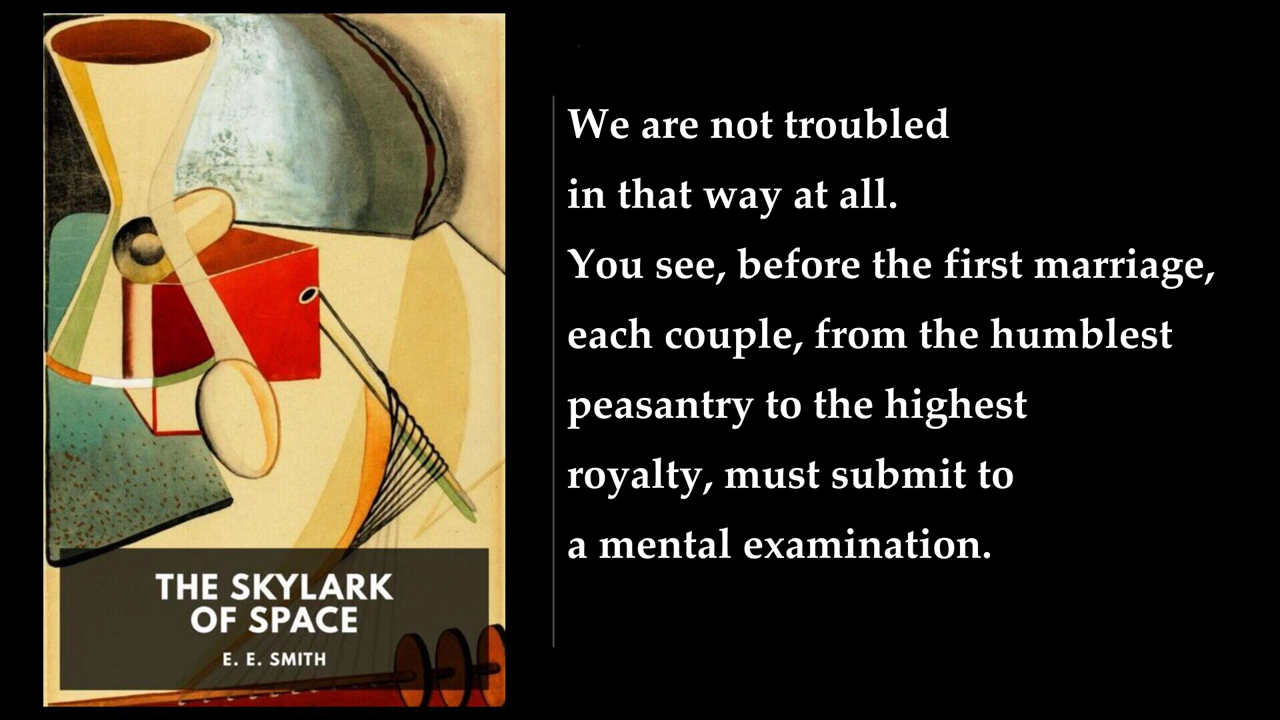 THE SKYLARK
OF SPACE
E. E. SMITH
We are not troubled
in that way at all.
You see, before the first marriage,
each couple, from the humblest
peasantry to the highest
royalty, must submit to
a mental examination.